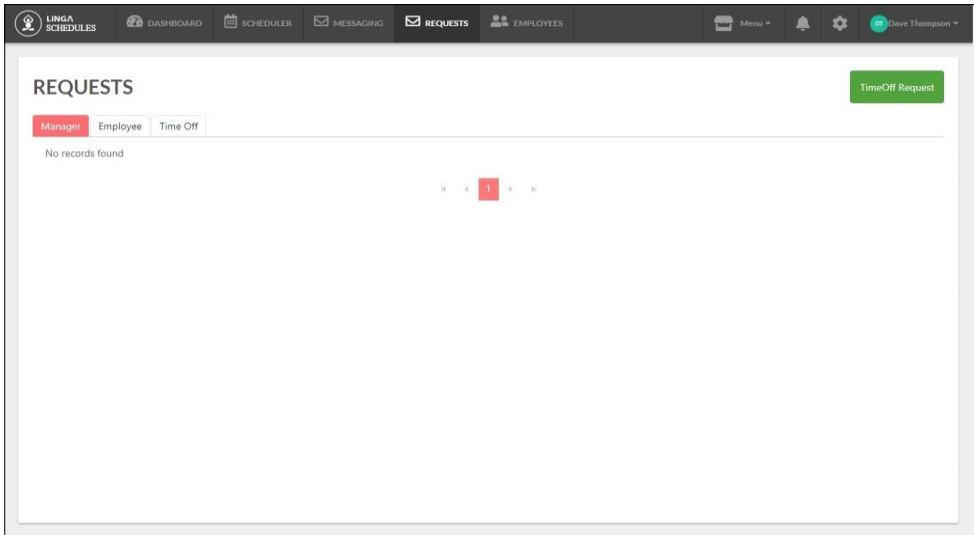 LINGA
SCHEDULES
DASHBOARD
SCHEDULER
MESSAGING
REQUESTS
EMPLOYEES
Menu
DT Dave Thompson
REQUESTS
TimeOff Request
Manager Employee Time Off
No records found
1